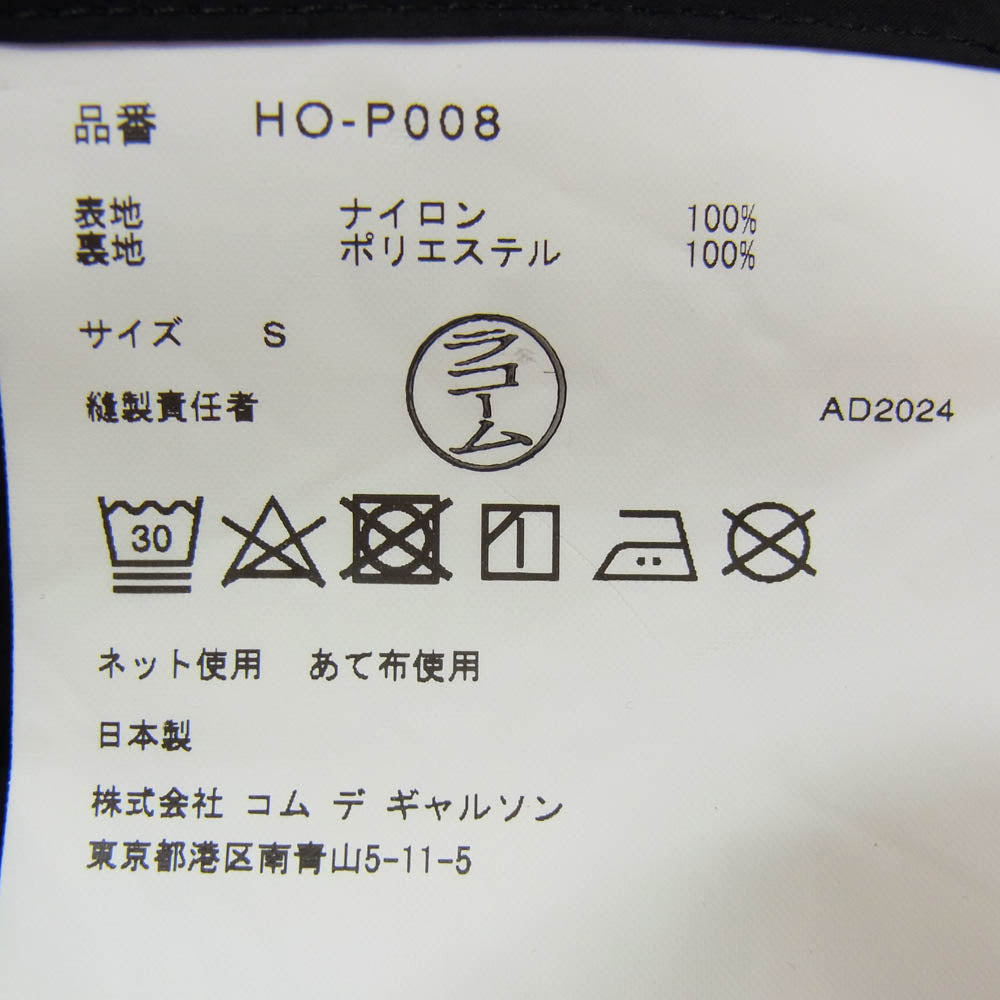 品番 HO-P008
表地 ナイロン 100%
裏地 ポリエステル 100%
サイズ S
ラコーム
縫製責任者 AD2024
30
ネット使用 あて布使用
日本製
株式会社 コム デ ギャルソン
東京都港区南青山5-11-5